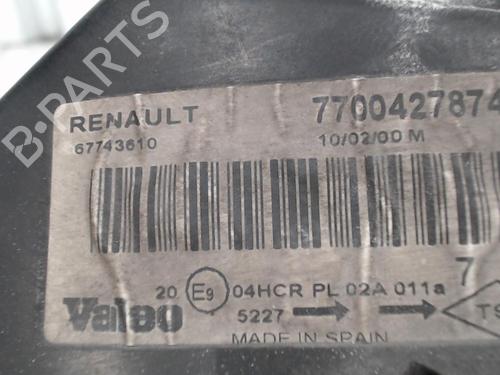 B-PARTS
RENAULT 7700427874
67743610 10/02/00 M
7
20 E9 04HCR PL 02A 011a
Valeo 5227
MADE IN SPAIN